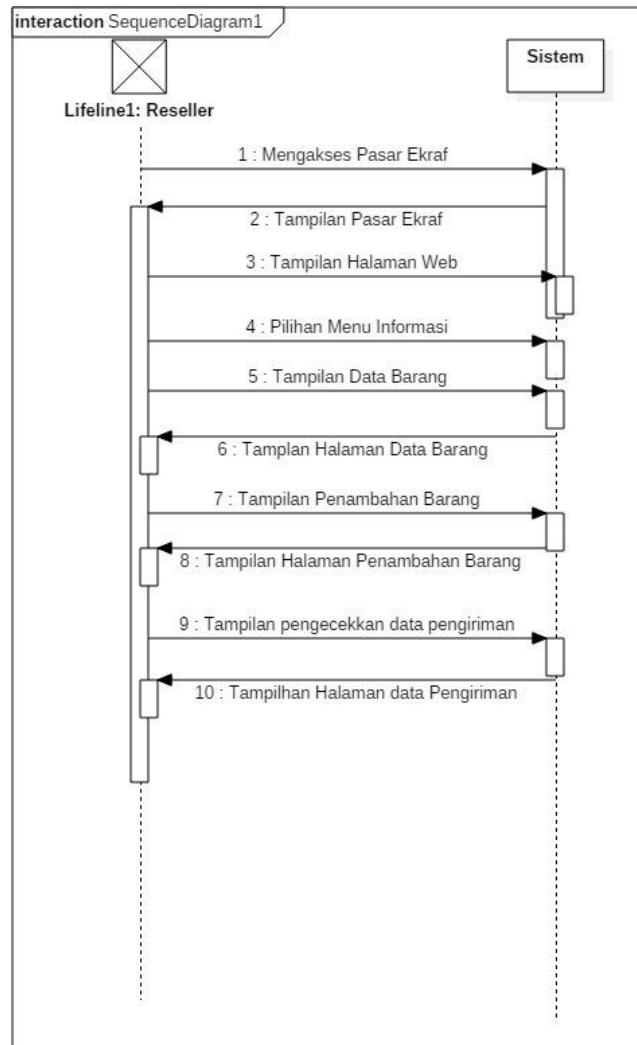 interaction SequenceDiagram1
Sistem
Lifeline1: Reseller
1 : Mengakses Pasar Ekraf
2 : Tampilan Pasar Ekraf
3 : Tampilan Halaman Web
4 : Pilihan Menu Informasi
5 : Tampilan Data Barang
6 : Tamplan Halaman Data Barang
7 : Tampilan Penambahan Barang
8 : Tampilan Halaman Penambahan Barang
9 : Tampilan pengecekkan data pengiriman
10 : Tampilhan Halaman data Pengiriman